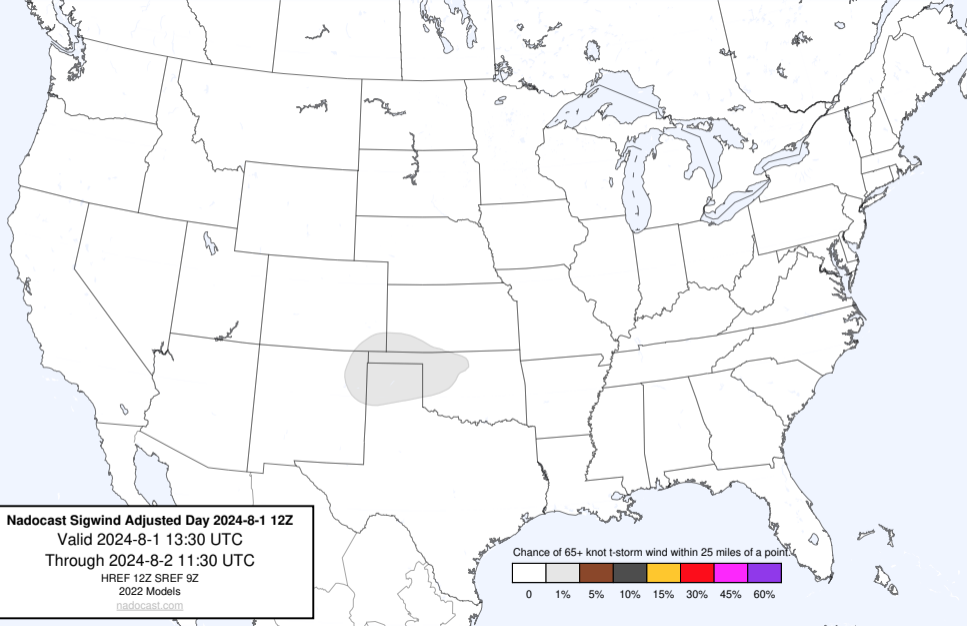 Nadocast Sigwind Adjusted Day 2024-8-1 12Z
Valid 2024-8-1 13:30 UTC
Through 2024-8-2 11:30 UTC
HREF 12Z SREF 9Z
2022 Models
nadocast.com
Chance of 65+ knot t-storm wind within 25 miles of a point.
0 1% 5% 10% 15% 30% 45% 60%